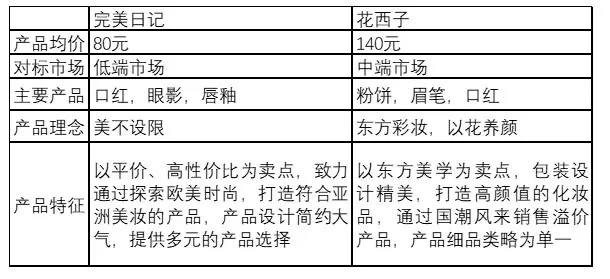 完美日记 花西子
产品均价 80元 140元
对标市场 低端市场 中端市场
主要产品 口红，眼影，唇釉 粉饼，眉笔，口红
产品理念 美不设限 东方彩妆，以花养颜
产品特征
以平价、高性价比为卖点，致力
通过探索欧美时尚，打造符合亚
洲美妆的产品，产品设计简约大
气，提供多元的产品选择
以东方美学为卖点，包装设
计精美，打造高颜值的化妆
品，通过国潮风来销售溢价
产品，产品细品类略为单一